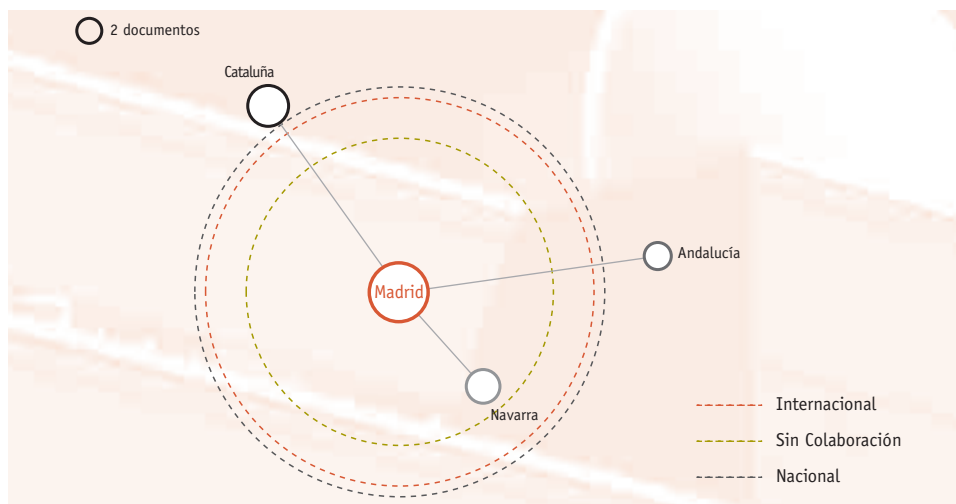 2 documentos
Cataluña
Andalucía
Madrid
Navarra
Internacional
Sin Colaboración
Nacional